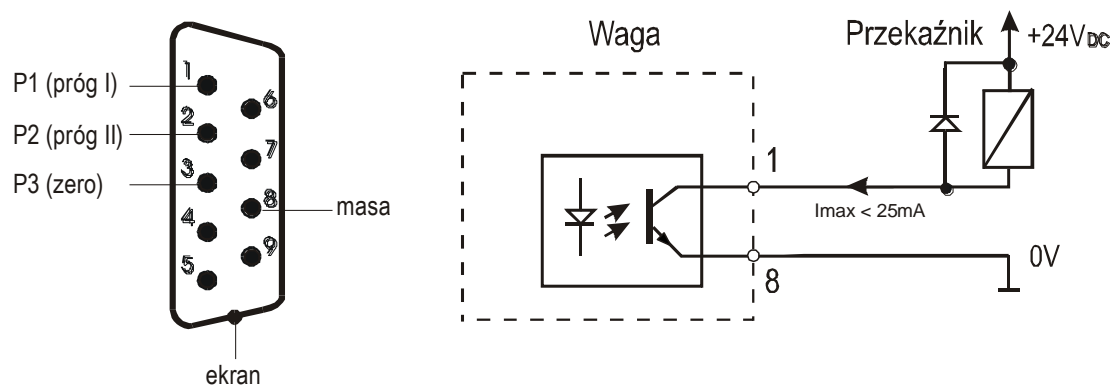 P1 (próg I)
P2 (próg II)
P3 (zero)
1
2
3
4
5
6
7
8
9
masa
ekran
Waga
Przekaźnik
+24VDC
1
Imax < 25mA
8
0V